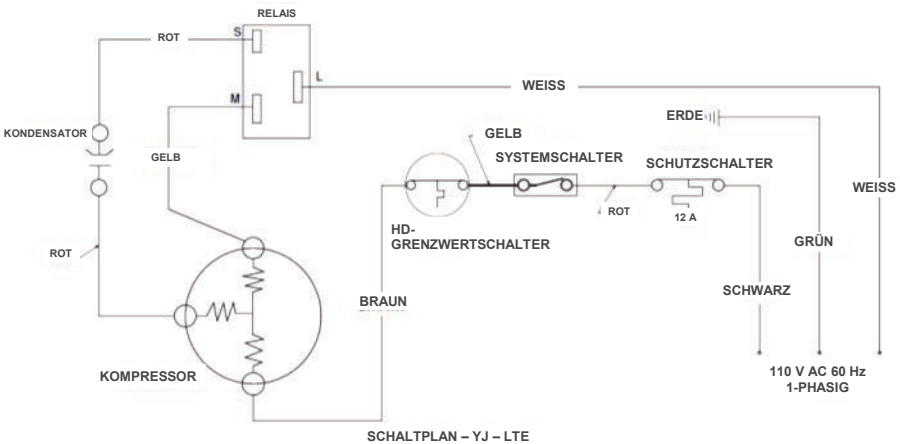 RELAIS
S
ROT
L
WEISS
M
ERDE
KONDENSATOR
GELB
GELB
SYSTEMSCHALTER
SCHUTZSCHALTER
WEISS
ROT
12 A
HD-
GRENZWERTSCHALTER
GRÜN
ROT
BRAUN
SCHWARZ
KOMPRESSOR
110 V AC 60 Hz
1-PHASIG
SCHALTPLAN – YJ – LTE